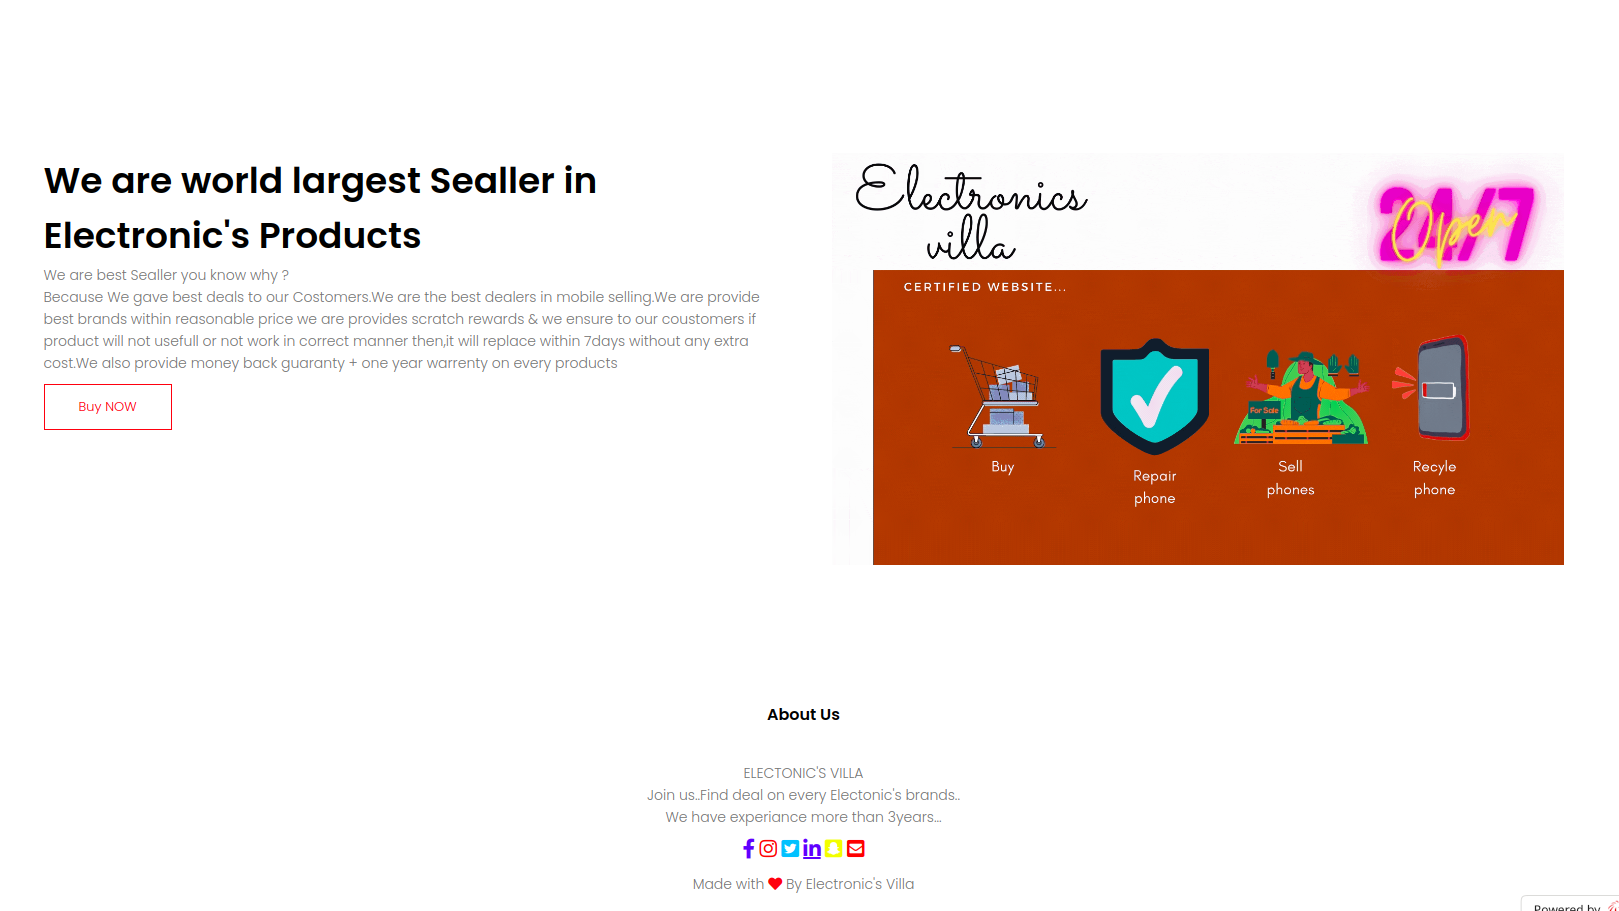 We are world largest Sealler in
Electronic's Products
We are best Sealler you know why ?
Because We gave best deals to our Costomers.We are the best dealers in mobile selling.We are provide
best brands within reasonable price we are provides scratch rewards & we ensure to our coustomers if
product will not usefull or not work in correct manner then,it will replace within 7days without any extra
cost.We also provide money back guaranty + one year warrenty on every products
Buy NOW
Electronics
villa
24/7
Open
CERTIFIED WEBSITE...
For Sale
Buy
Repair
phone
Sell
phones
Recyle
phone
About Us
ELECTONIC'S VILLA
Join us..Find deal on every Electonic's brands..
We have experiance more than 3years...
Made with ❤ By Electronic's Villa
Powered by